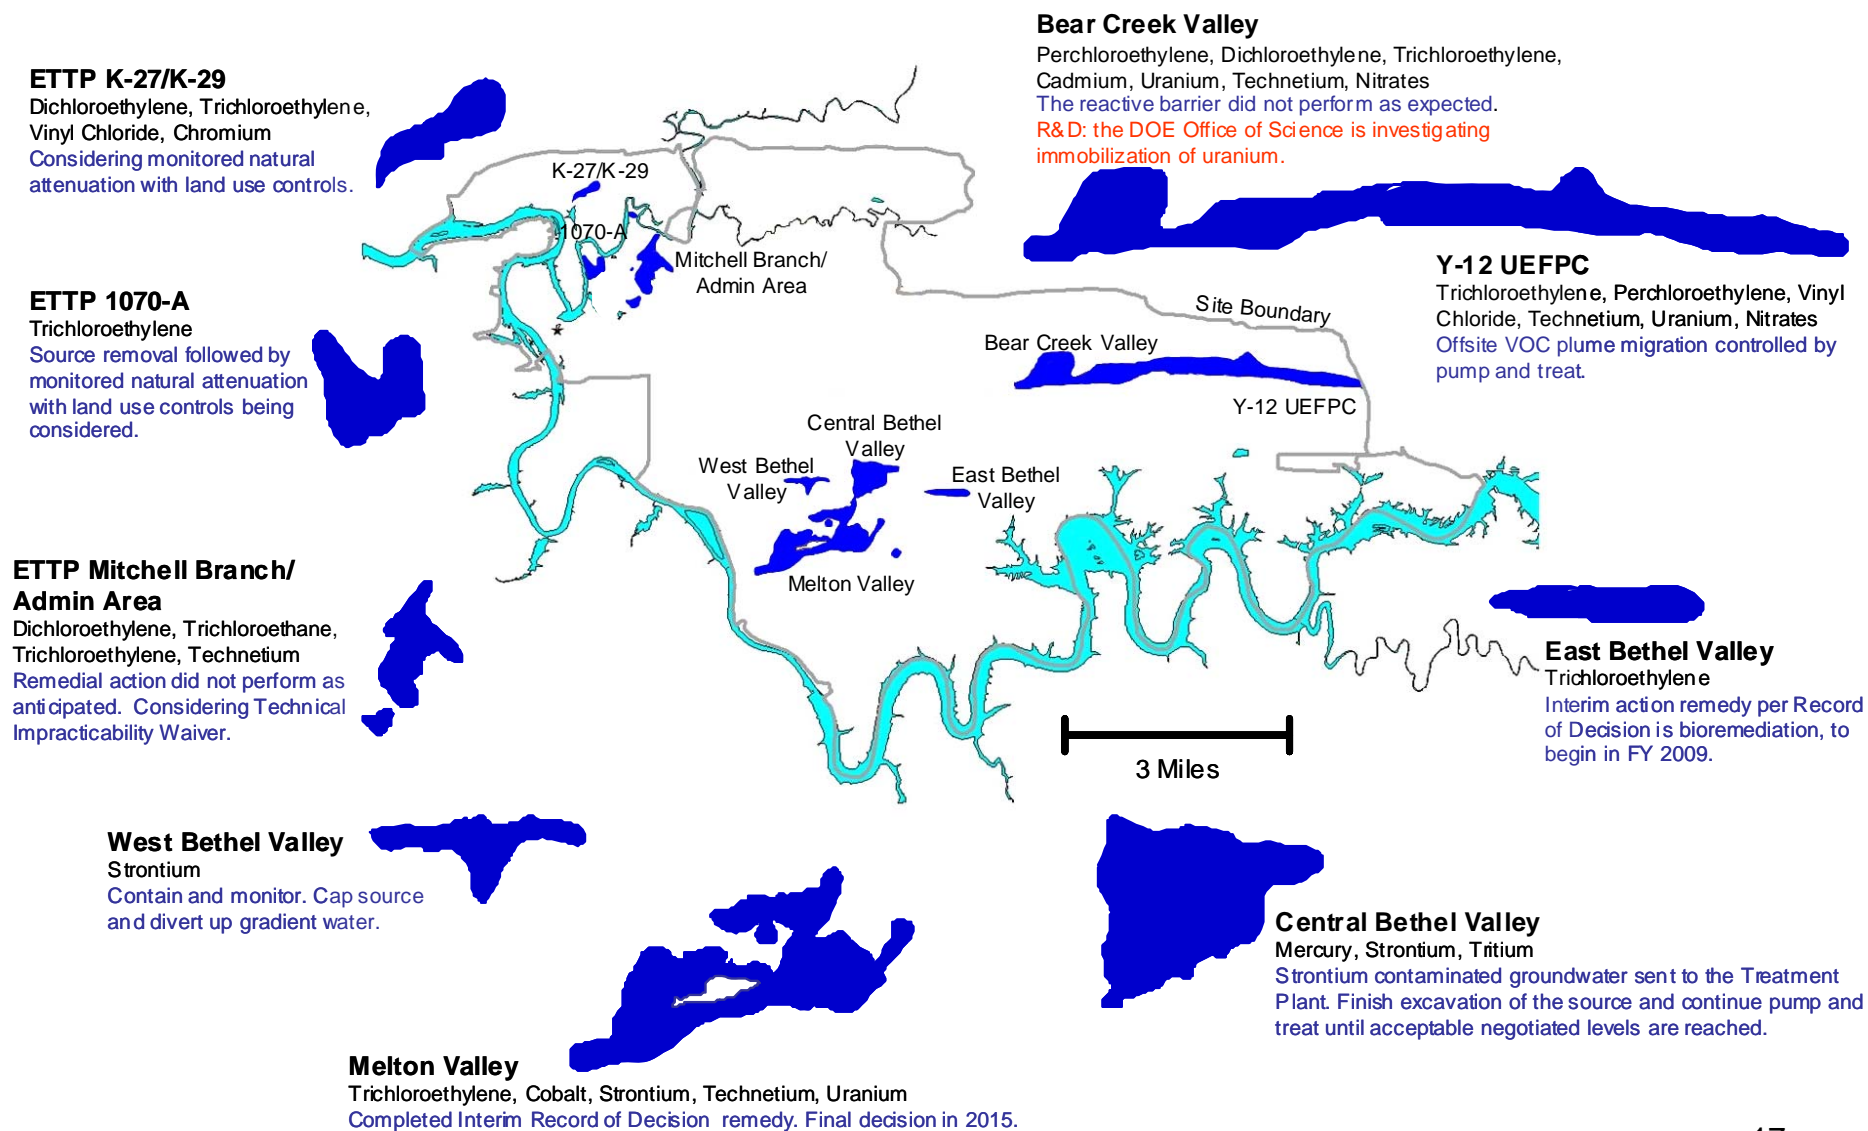 Bear Creek Valley
Perchloroethylene, Dichloroethylene, Trichloroethylene,
Cadmium, Uranium, Technetium, Nitrates
The reactive barrier did not perform as expected.
R&D: the DOE Office of Science is investigating
immobilization of uranium.
ETTP K-27/K-29
Dichloroethylene, Trichloroethylene,
Vinyl Chloride, Chromium
Considering monitored natural
attenuation with land use controls.
K-27/K-29
1070-A
Mitchell Branch/
Admin Area
Y-12 UEFPC
Trichloroethylene, Perchloroethylene, Vinyl
Chloride, Technetium, Uranium, Nitrates
Offsite VOC plume migration controlled by
pump and treat.
ETTP 1070-A
Trichloroethylene
Source removal followed by
monitored natural attenuation
with land use controls being
considered.
Site Boundary
Bear Creek Valley
Y-12 UEFPC
Central Bethel
Valley
West Bethel
Valley
East Bethel
Valley
Melton Valley
ETTP Mitchell Branch/
Admin Area
Dichloroethylene, Trichloroethane,
Trichloroethylene, Technetium
Remedial action did not perform as
anticipated. Considering Technical
Impracticability Waiver.
East Bethel Valley
Trichloroethylene
Interim action remedy per Record
of Decision is bioremediation, to
begin in FY 2009.
3 Miles
West Bethel Valley
Strontium
Contain and monitor. Cap source
and divert up gradient water.
Central Bethel Valley
Mercury, Strontium, Tritium
Strontium contaminated groundwater sent to the Treatment
Plant. Finish excavation of the source and continue pump and
treat until acceptable negotiated levels are reached.
Melton Valley
Trichloroethylene, Cobalt, Strontium, Technetium, Uranium
Completed Interim Record of Decision remedy. Final decision in 2015.